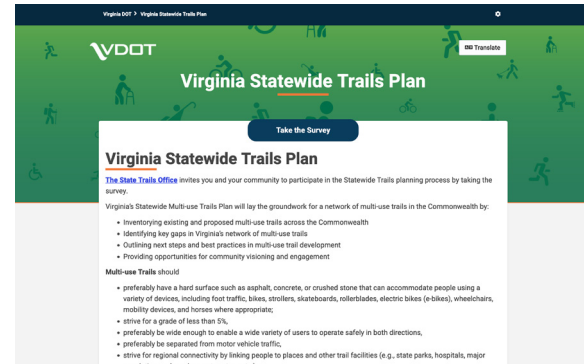 Virginia DOT > Virginia Statewide Trails Plan
VDOT
Translate
Virginia Statewide Trails Plan
Take the Survey
Virginia Statewide Trails Plan
The State Trails Office invites you and your community to participate in the Statewide Trails planning process by taking the
survey.
Virginia's Statewide Multi-use Trails Plan will lay the groundwork for a network of multi-use trails in the Commonwealth by:
• Inventorying existing and proposed multi-use trails across the Commonwealth
• Identifying key gaps in Virginia's network of multi-use trails
• Outlining next steps and best practices in multi-use trail development
• Providing opportunities for community visioning and engagement
Multi-use Trails should
• preferably have a hard surface such as asphalt, concrete, or crushed stone that can accommodate people using a
variety of devices, including foot traffic, bikes, strollers, skateboards, rollerblades, electric bikes (e-bikes), wheelchairs,
mobility devices, and horses where appropriate;
• strive for a grade of less than 5%,
• preferably be wide enough to enable a wide variety of users to operate safely in both directions,
• preferably be separated from motor vehicle traffic,
• strive for regional connectivity by linking people to places and other trail facilities (e.g., state parks, hospitals, major